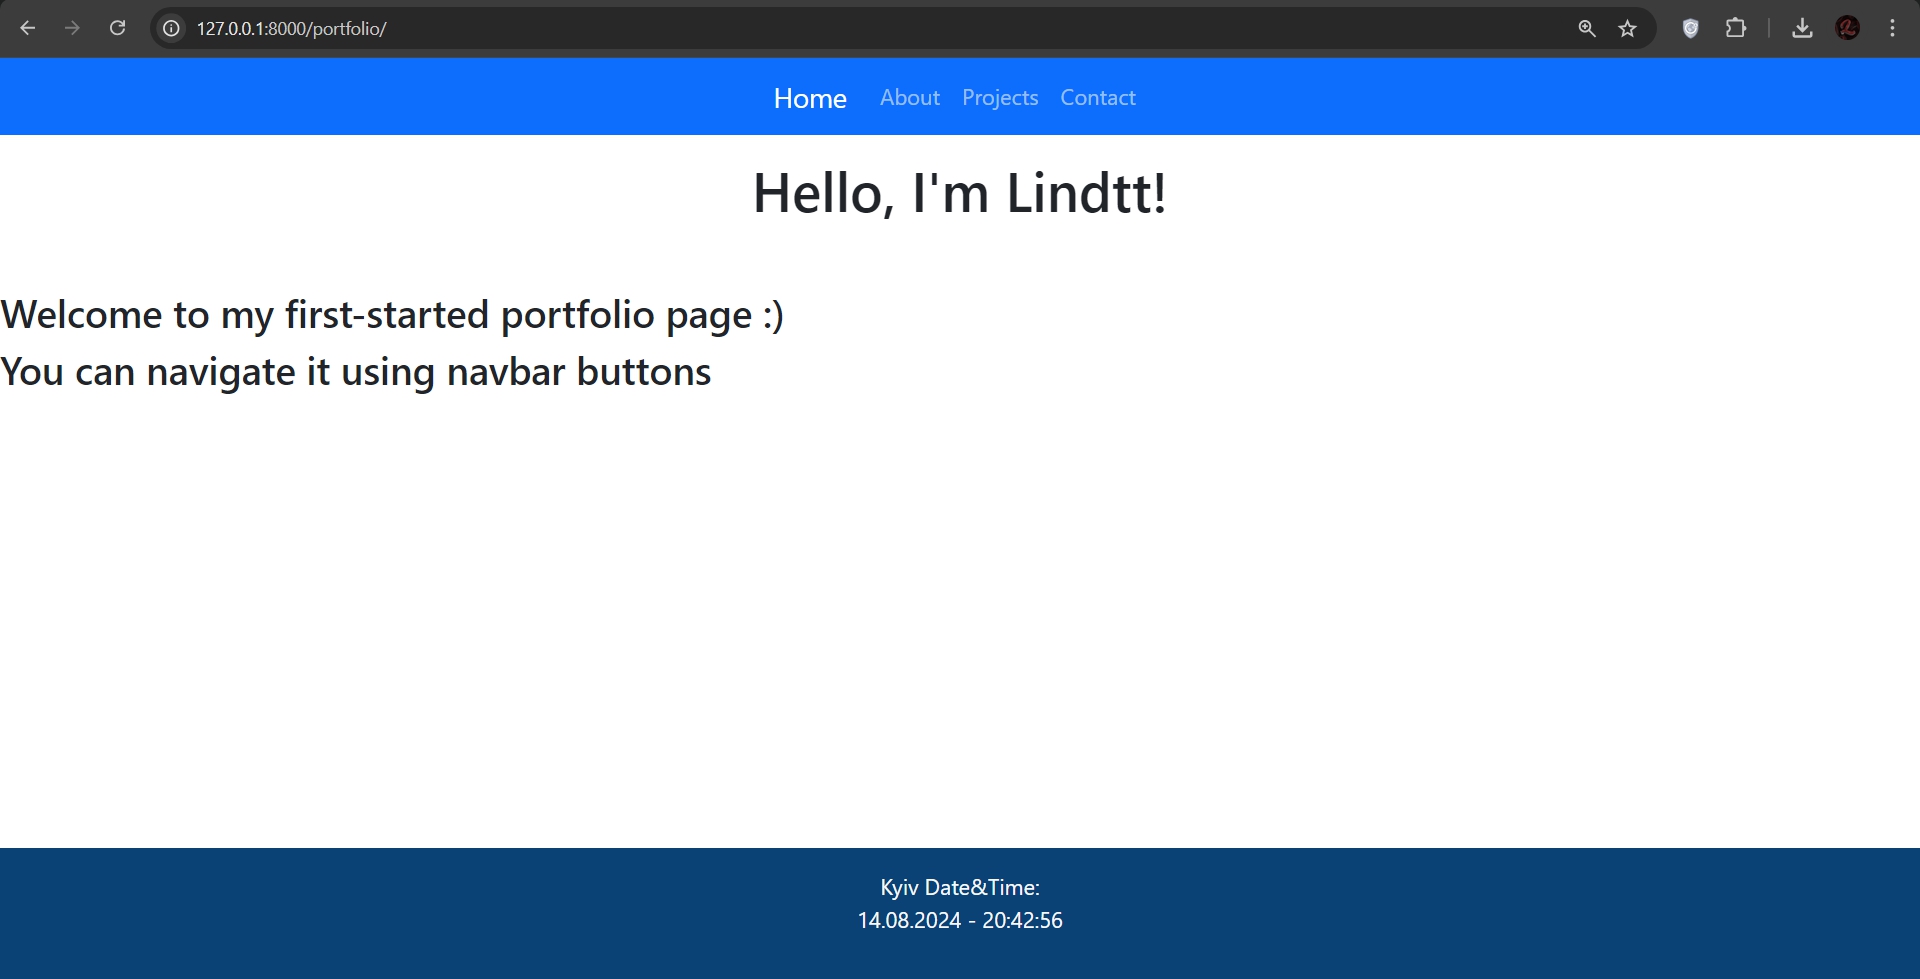 127.0.0.1:8000/portfolio/
Home About Projects Contact
Hello, I'm Lindtt!
Welcome to my first-started portfolio page :)
You can navigate it using navbar buttons
Kyiv Date&Time:
14.08.2024 - 20:42:56